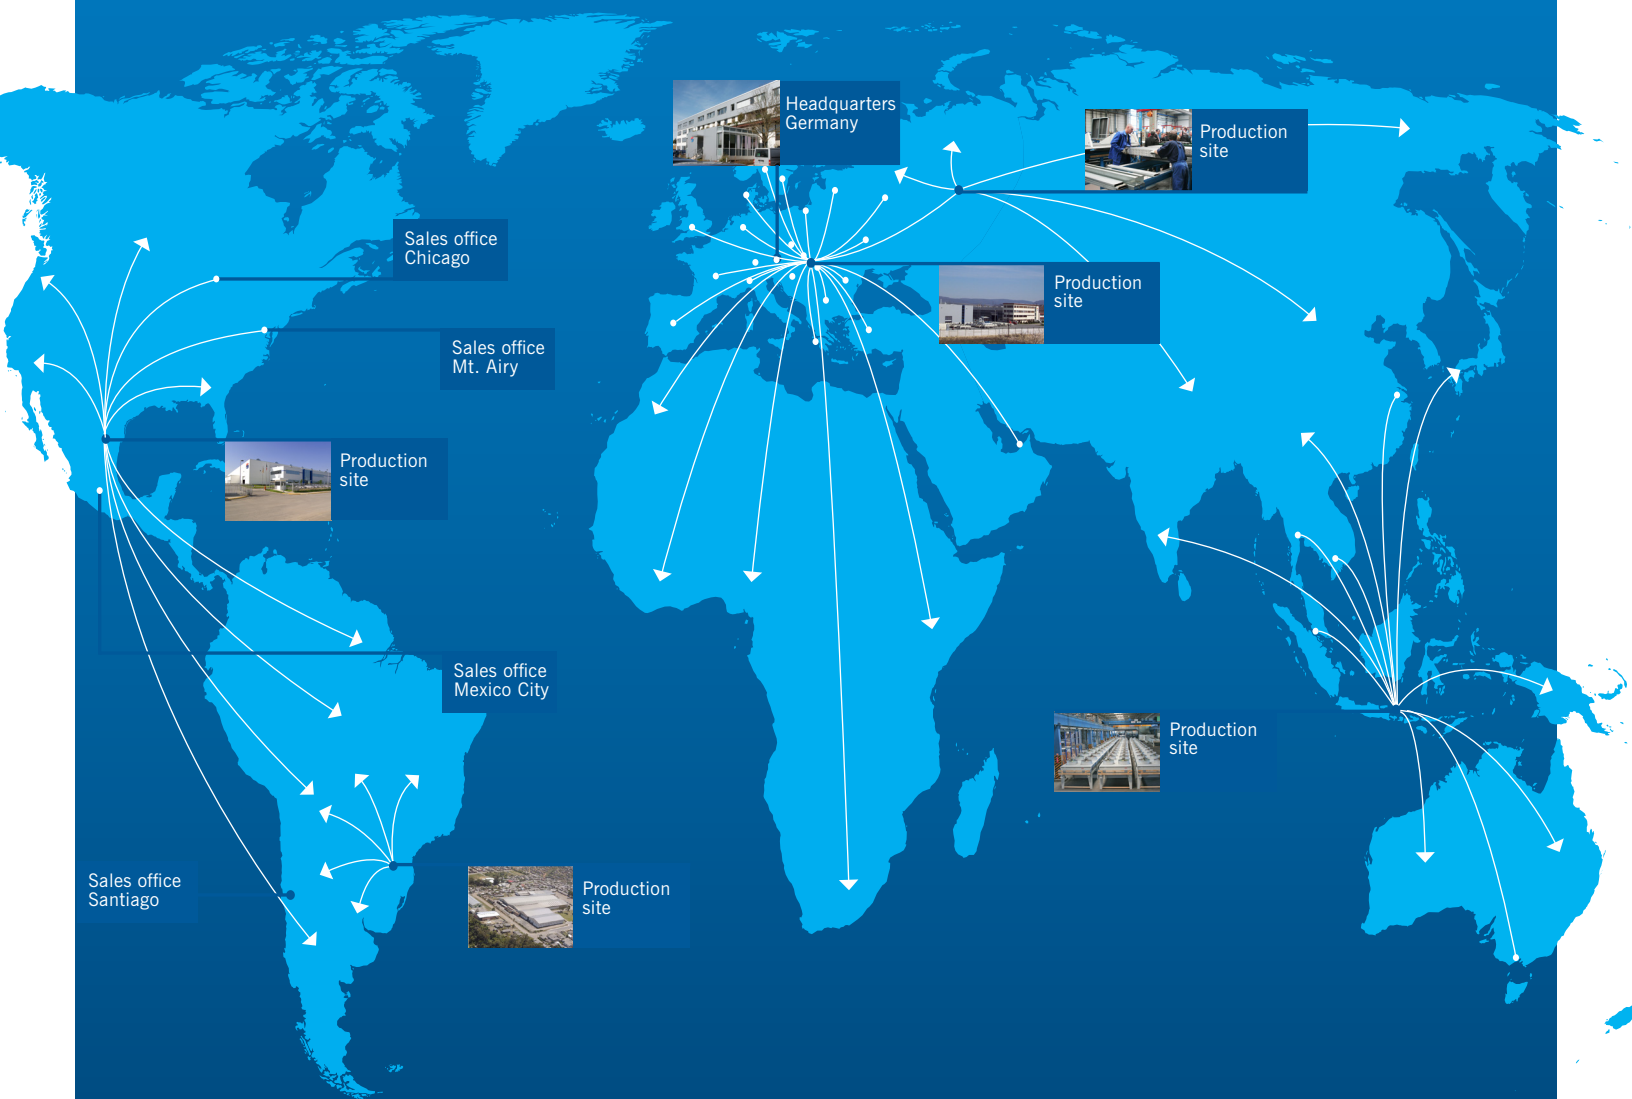 Headquarters
Germany
Production
site
Sales office
Chicago
Production
site
Sales office
Mt. Airy
Production
site
Sales office
Mexico City
Production
site
Sales office
Santiago
Production
site